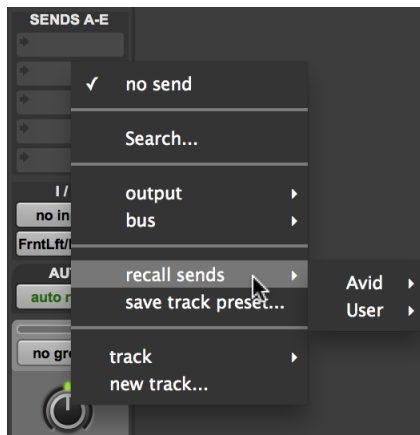 SENDS A-E
✓ no send
Search...
I /
no in
output
bus
FrntLft/
AU
recall sends
Avid
auto
save track preset...
User
no gr
track
new track...